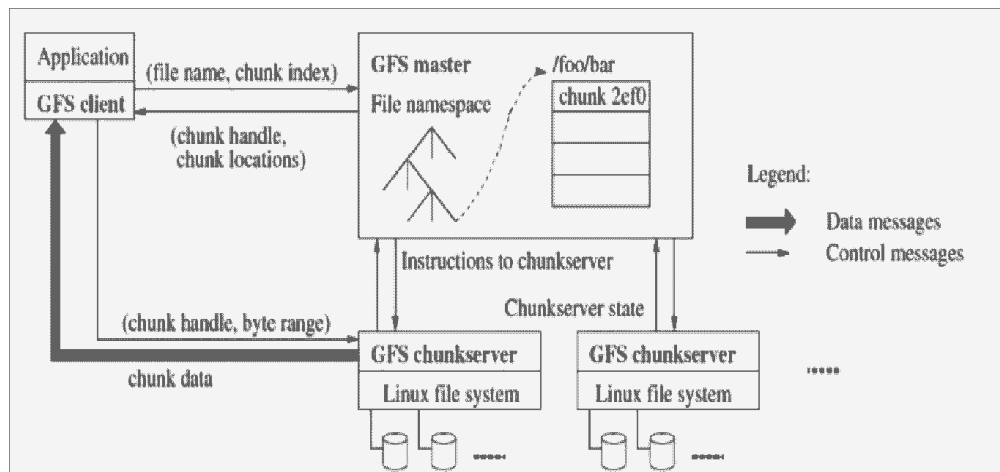 Application
GFS client
(file name, chunk index)
(chunk handle,
chunk locations)
GFS master
File namespace
/foo/bar
chunk 2ef0
Legend:
Data messages
Control messages
Instructions to chunkserver
Chunkserver state
(chunk handle, byte range)
chunk data
GFS chunkserver
Linux file system
GFS chunkserver
Linux file system